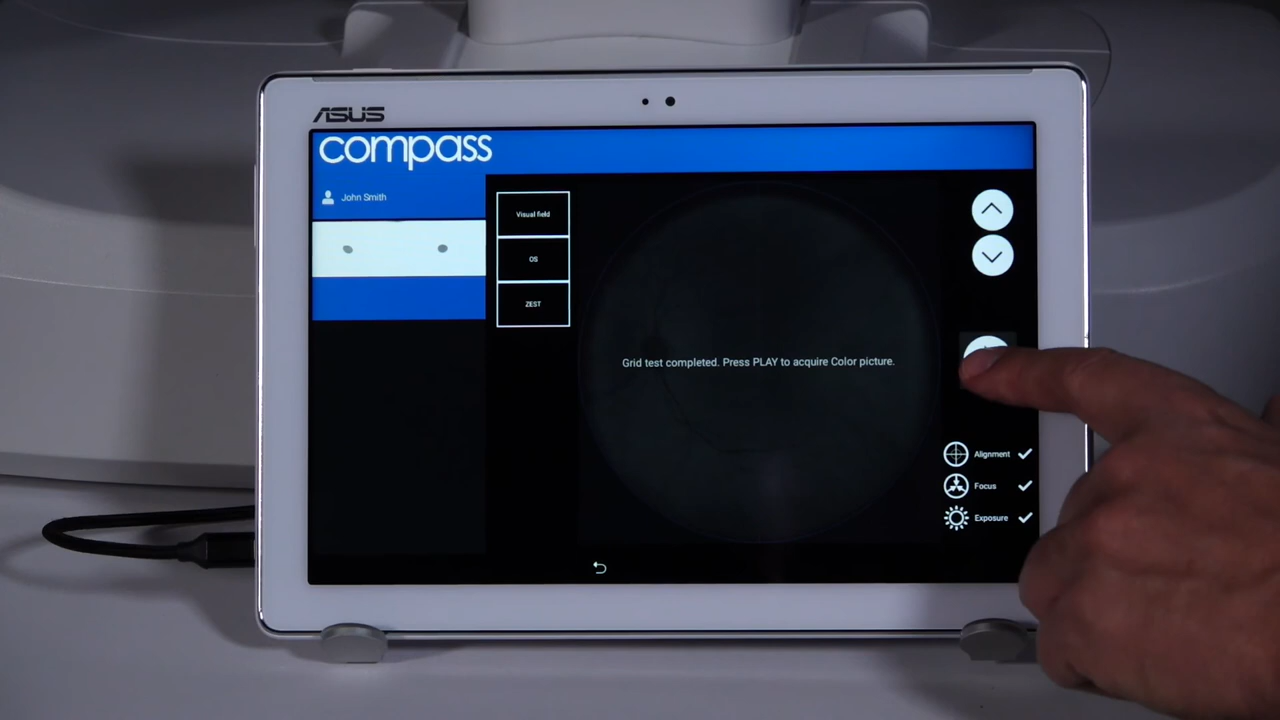 ASUS
compass
John Smith
Visual field
OS
ZEST
Grid test completed. Press PLAY to acquire Color picture.
Alignment
Focus
Exposure